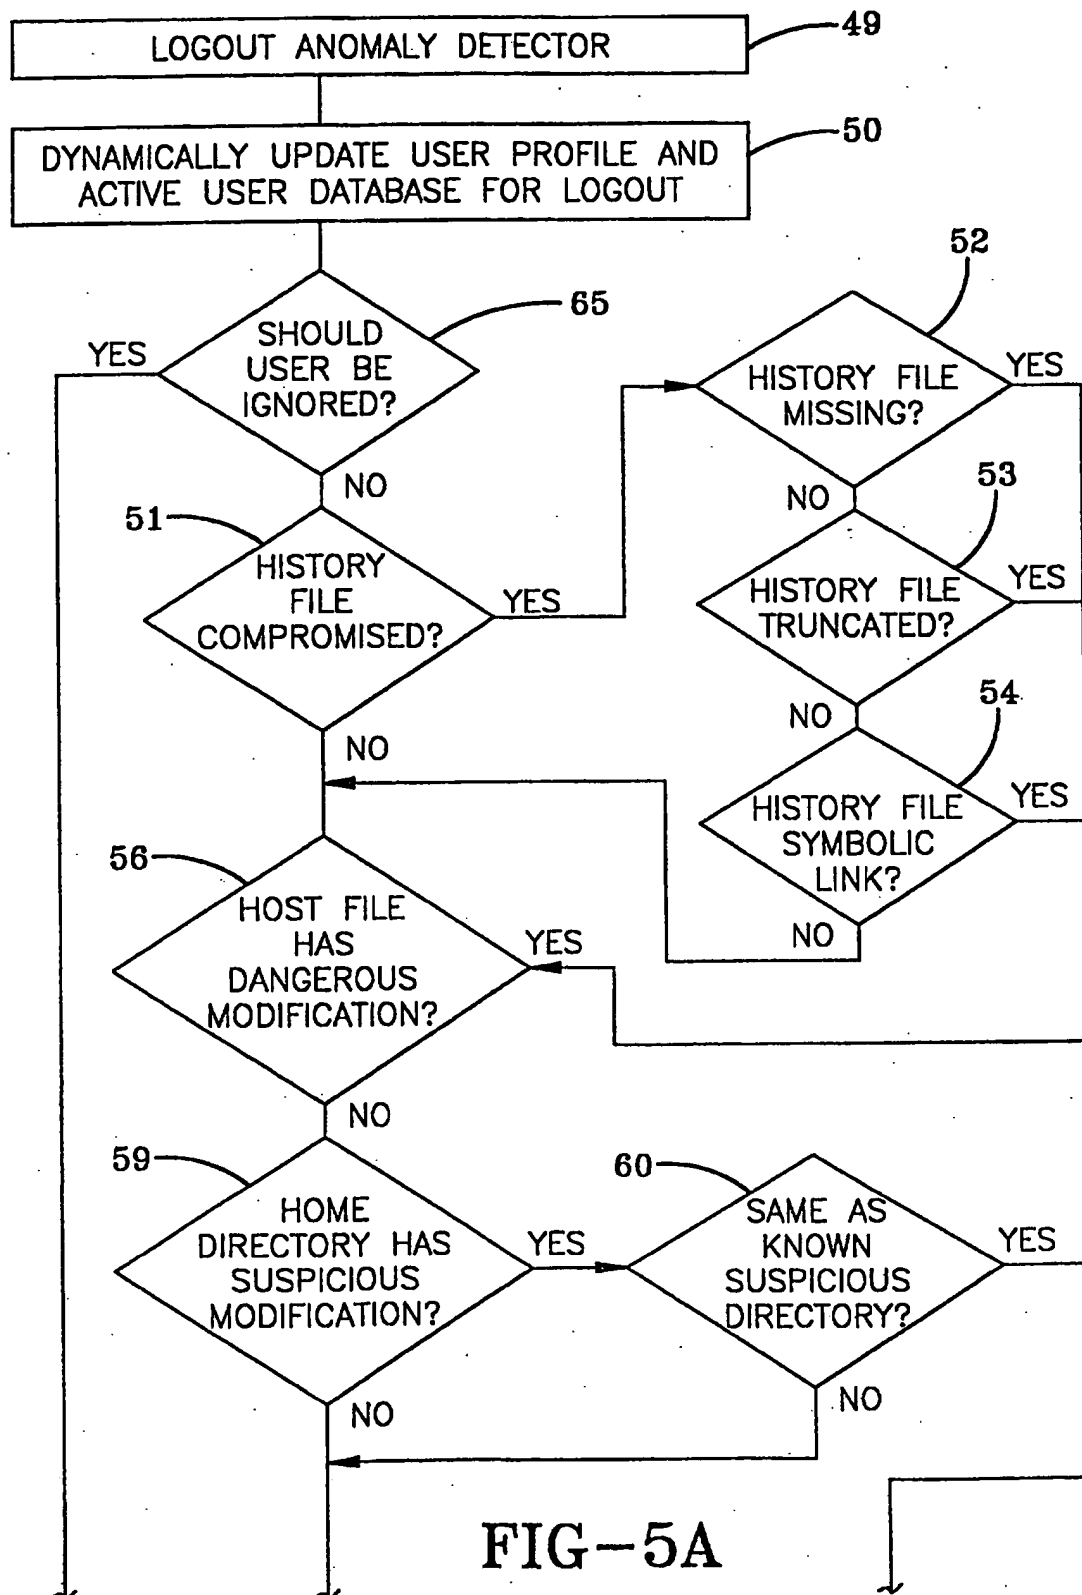 49
LOGOUT ANOMALY DETECTOR
50
DYNAMICALLY UPDATE USER PROFILE AND
ACTIVE USER DATABASE FOR LOGOUT
65
SHOULD
USER BE
IGNORED?
YES
NO
51
HISTORY
FILE
COMPROMISED?
YES
NO
52
HISTORY FILE
MISSING?
YES
NO
53
HISTORY FILE
TRUNCATED?
YES
NO
54
HISTORY FILE
SYMBOLIC
LINK?
YES
NO
56
HOST FILE
HAS
DANGEROUS
MODIFICATION?
YES
NO
59
HOME
DIRECTORY HAS
SUSPICIOUS
MODIFICATION?
YES
NO
60
SAME AS
KNOWN
SUSPICIOUS
DIRECTORY?
YES
NO
FIG-5A